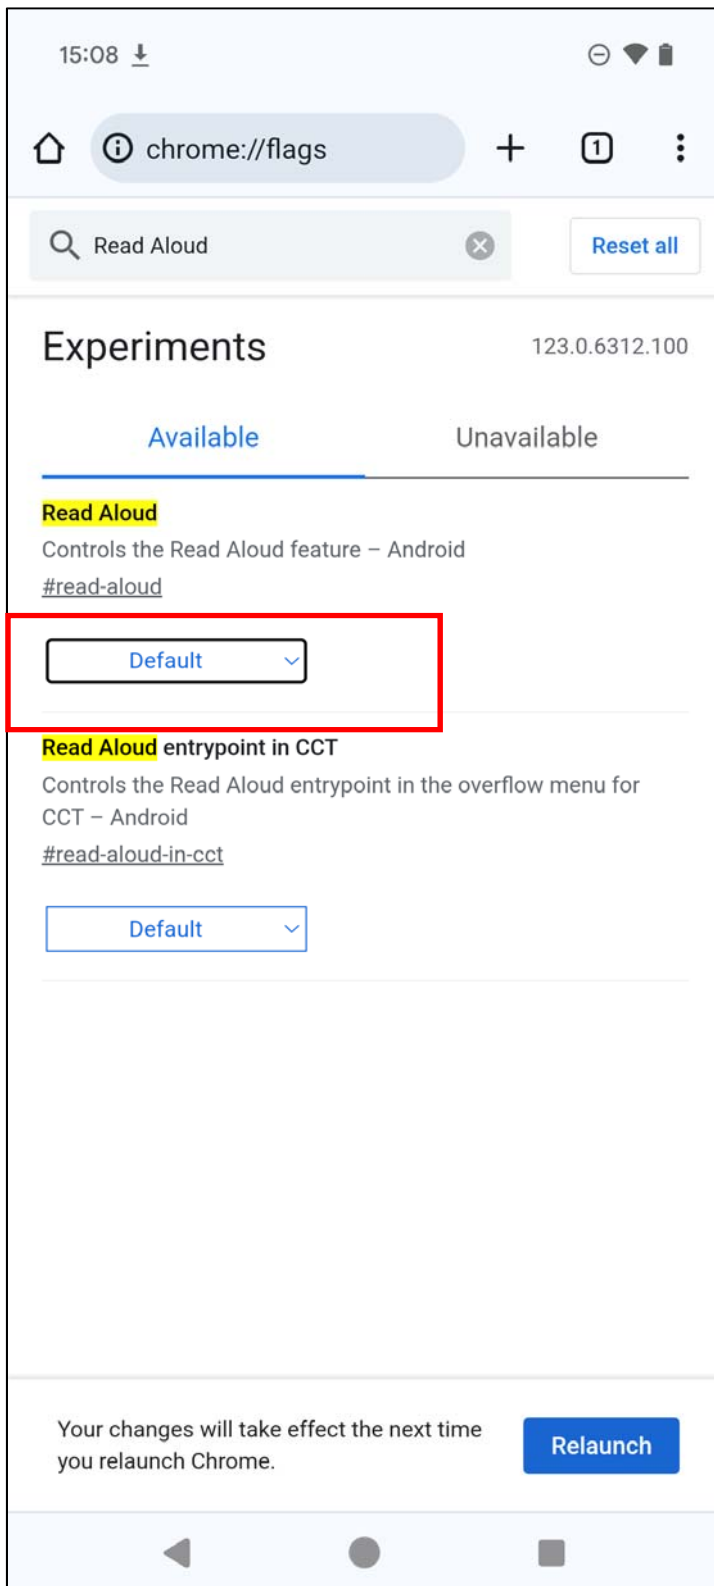 15:08
chrome://flags
1
Read Aloud
Reset all
Experiments
123.0.6312.100
Available
Unavailable
Read Aloud
Controls the Read Aloud feature – Android
#read-aloud
Default
Read Aloud entrypoint in CCT
Controls the Read Aloud entrypoint in the overflow menu for
CCT – Android
#read-aloud-in-cct
Default
Your changes will take effect the next time
you relaunch Chrome.
Relaunch